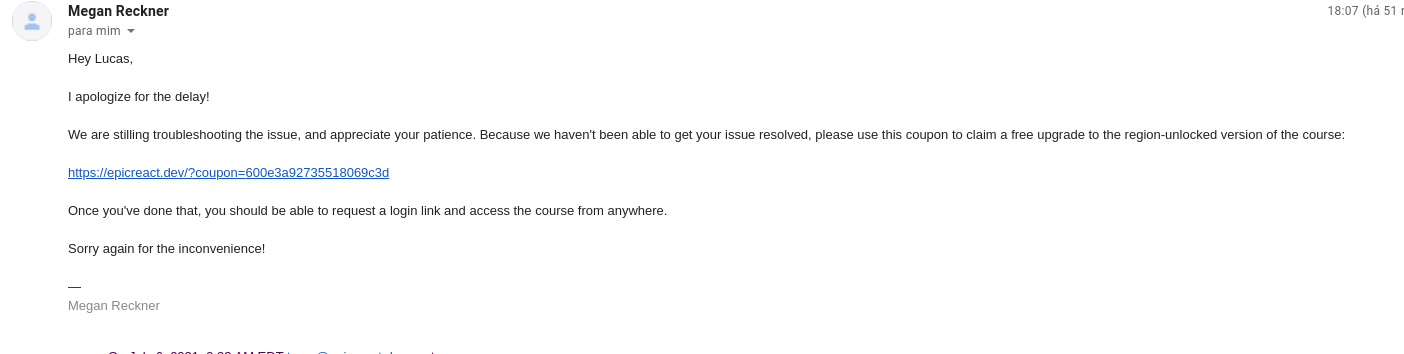 Megan Reckner
18:07 (há 51
para mim
Hey Lucas,
I apologize for the delay!
We are stilling troubleshooting the issue, and appreciate your patience. Because we haven't been able to get your issue resolved, please use this coupon to claim a free upgrade to the region-unlocked version of the course:
https://epicreact.dev/?coupon=600e3a92735518069c3d
Once you've done that, you should be able to request a login link and access the course from anywhere.
Sorry again for the inconvenience!
—
Megan Reckner